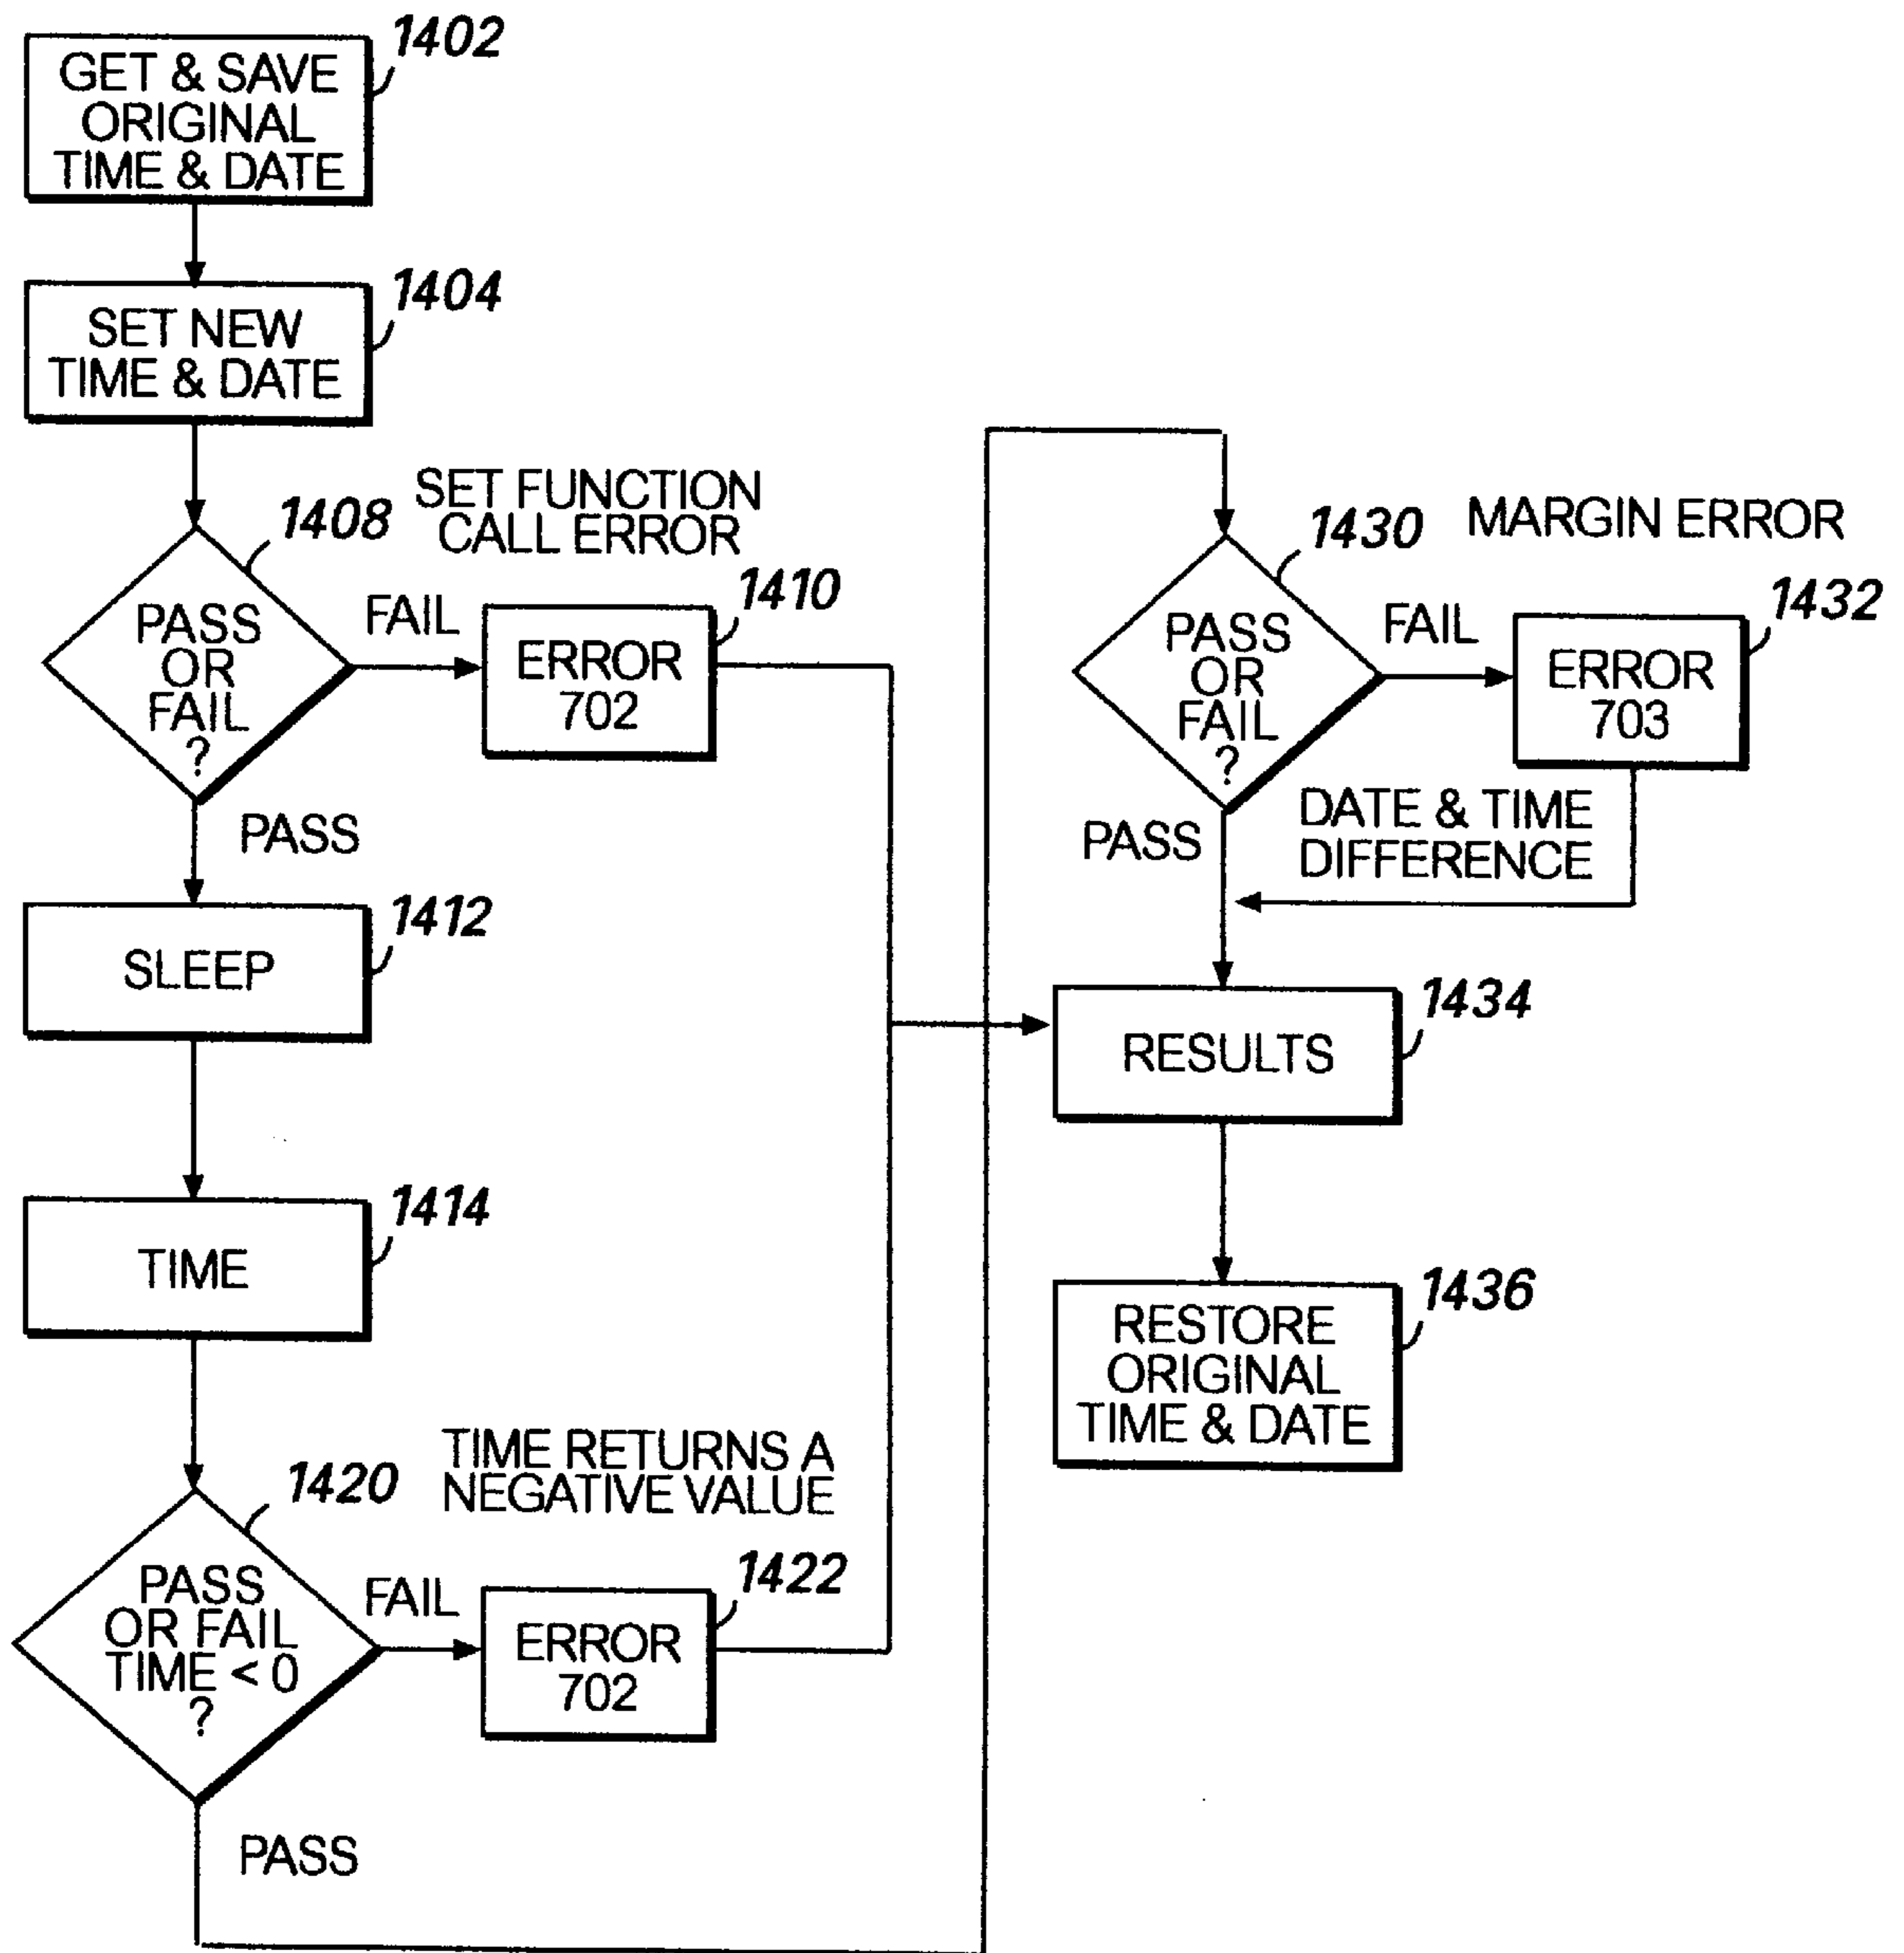 1402
GET & SAVE
ORIGINAL
TIME & DATE
1404
SET NEW
TIME & DATE
1408
SET FUNCTION
CALL ERROR
PASS
OR
FAIL
?
FAIL
1410
ERROR
702
PASS
1412
SLEEP
1414
TIME
1420
TIME RETURNS A
NEGATIVE VALUE
PASS
OR FAIL
TIME < 0
?
FAIL
1422
ERROR
702
PASS
1430
MARGIN ERROR
PASS
OR
FAIL
?
FAIL
1432
ERROR
703
PASS
DATE & TIME
DIFFERENCE
1434
RESULTS
1436
RESTORE
ORIGINAL
TIME & DATE